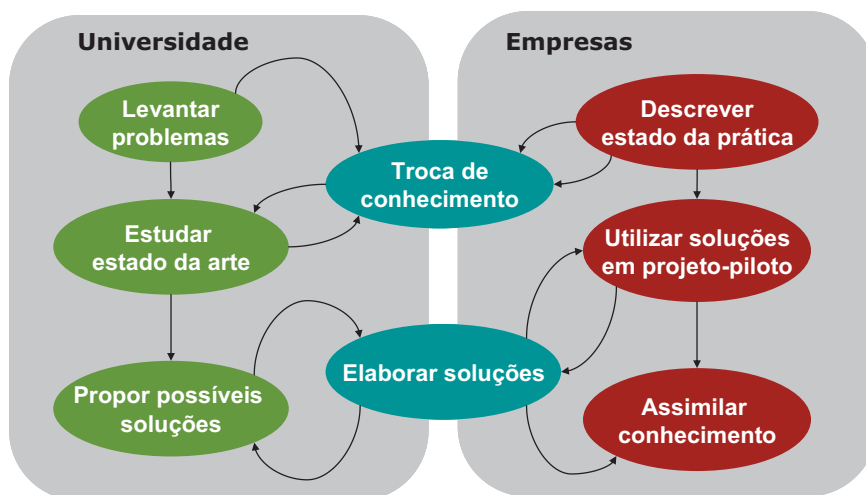 Universidade
Empresas
Levantar
problemas
Descrever
estado da prática
Troca de
conhecimento
Estudar
estado da arte
Utilizar soluções
em projeto-piloto
Elaborar soluções
Propor possíveis
soluções
Assimilar
conhecimento